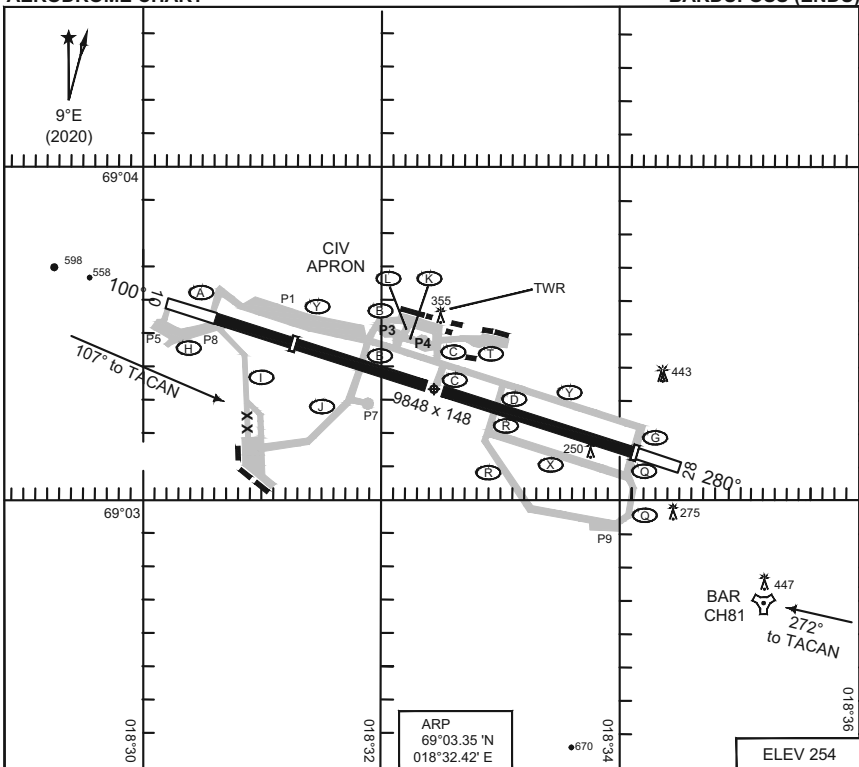 AERODROME CHART
BARDUFOSS (ENDU)
9°E
(2020)
69°04
598
558
100°
10
CIV
APRON
L
K
TWR
355
A
P1
Y
B
P3
P4
P5
P8
H
B
C
T
443
107° to TACAN
I
C
Y
J
P7
9848 x 148
D
R
G
250
R
X
Q
28
280°
69°03
X
X
Q
275
P9
447
BAR
CH81
272°
to TACAN
018°30
018°32
018°34
018°36
ARP
69°03.35 'N
018°32.42' E
670
ELEV 254